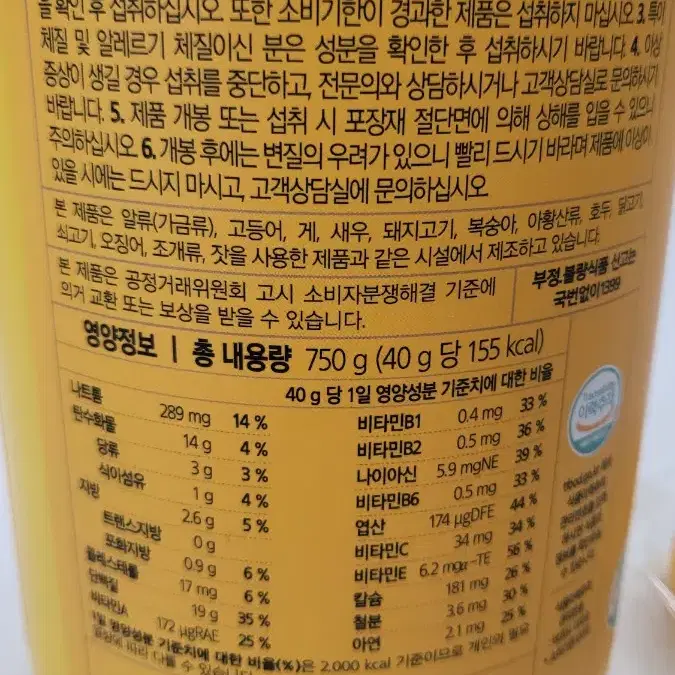 을 확인 후 섭취하십시오. 또한 소비기한이 경과한 제품은 섭취하지 마십시오. 3. 특이
체질 및 알레르기 체질이신 분은 성분을 확인한 후 섭취하시기 바랍니다. 4. 이상
증상이 생길 경우 섭취를 중단하고, 전문의와 상담하시거나 고객상담실로 문의하시기
바랍니다. 5. 제품 개봉 또는 섭취 시 포장재 절단면에 의해 상해를 입을 수 있으니
주의하십시오. 6. 개봉 후에는 변질의 우려가 있으니 빨리 드시기 바라며 제품에 이상이
있을 시에는 드시지 마시고, 고객상담실에 문의하십시오.
본 제품은 알류(가금류), 고등어, 게, 새우, 돼지고기, 복숭아, 아황산류, 호두, 닭고기,
쇠고기, 오징어, 조개류, 잣을 사용한 제품과 같은 시설에서 제조하고 있습니다.
본 제품은 공정거래위원회 고시 소비자분쟁해결 기준에
의거 교환 또는 보상을 받을 수 있습니다.
부정.불량식품 신고는
국번없이 1399
영양정보 | 총 내용량 750 g (40 g 당 155 kcal)
40 g 당 1일 영양성분 기준치에 대한 비율
나트륨 289 mg 14 %
탄수화물 14 g 4 %
당류 3 g 3 %
식이섬유 1 g 4 %
지방 2.6 g 5 %
트랜스지방 0 g
포화지방 0.9 g 6 %
콜레스테롤 17 mg 6 %
단백질 19 g 35 %
비타민A 172 μgRAE 25 %
비타민B1 0.4 mg 33 %
비타민B2 0.5 mg 36 %
나이아신 5.9 mgNE 39 %
비타민B6 0.5 mg 33 %
엽산 174 μgDFE 44 %
비타민C 34 mg 34 %
비타민E 6.2 mgα-TE 56 %
칼슘 181 mg 26 %
철분 3.6 mg 30 %
아연 2.1 mg 25 %
1일 영양성분 기준치에 대한 비율(%)은 2,000 kcal 기준이므로 개인의 필요
열량에 따라 다를 수 있습니다